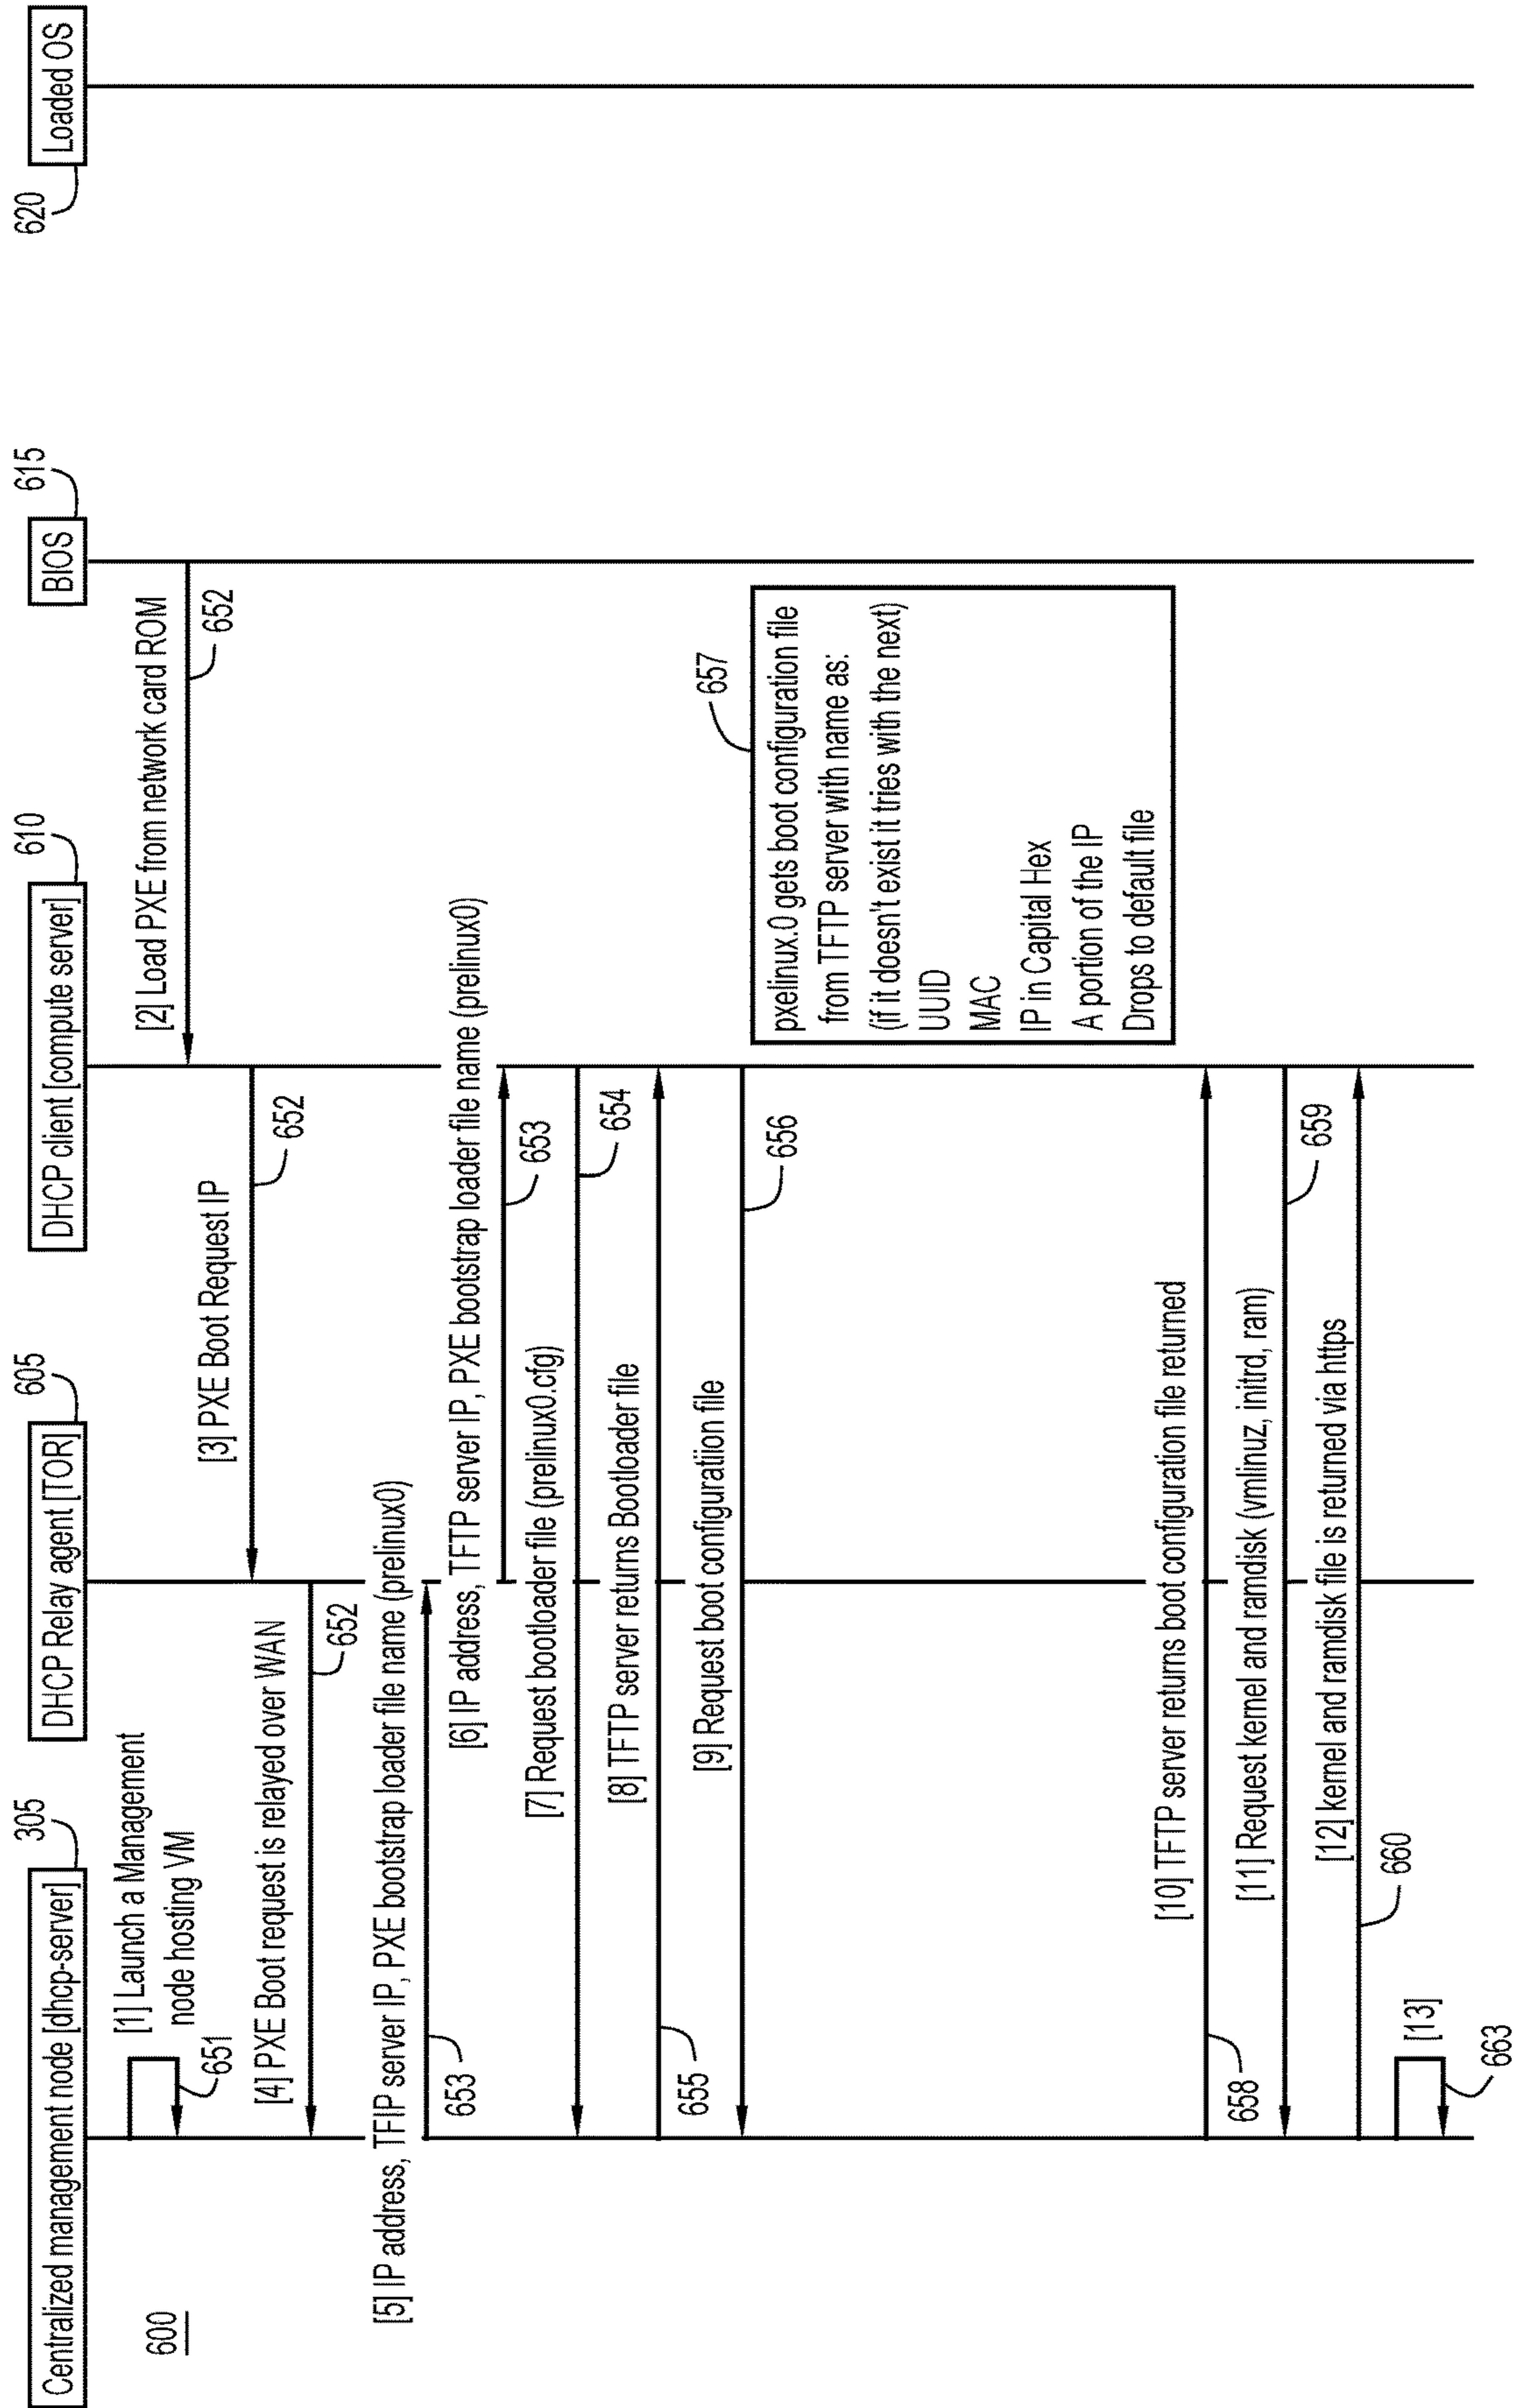 Centralized management node [dhcp-server]
305
DHCP Relay agent [TOR]
605
DHCP client [compute server]
610
BIOS
615
620
Loaded OS
600
[1] Launch a Management
node hosting VM
651
[2] Load PXE from network card ROM
652
[3] PXE Boot Request IP
652
[4] PXE Boot request is relayed over WAN
652
[5] IP address, TFIP server IP, PXE bootstrap loader file name (prelinux0)
653
[6] IP address, TFTP server IP, PXE bootstrap loader file name (prelinux0)
653
[7] Request bootloader file (prelinux0.cfg)
654
[8] TFTP server returns Bootloader file
655
[9] Request boot configuratiion file
656
657
pxelinux.0 gets boot configuration file
from TFTP server with name as:
(if it doesn't exist it tries with the next)
UUID
MAC
IP in Capital Hex
A portion of the IP
Drops to default file
[10] TFTP server returns boot configuration file returned
658
[11] Request kernel and ramdisk (vmlinuz, initrd, ram)
659
[12] kernel and ramdisk file is returned via https
660
[13]
663